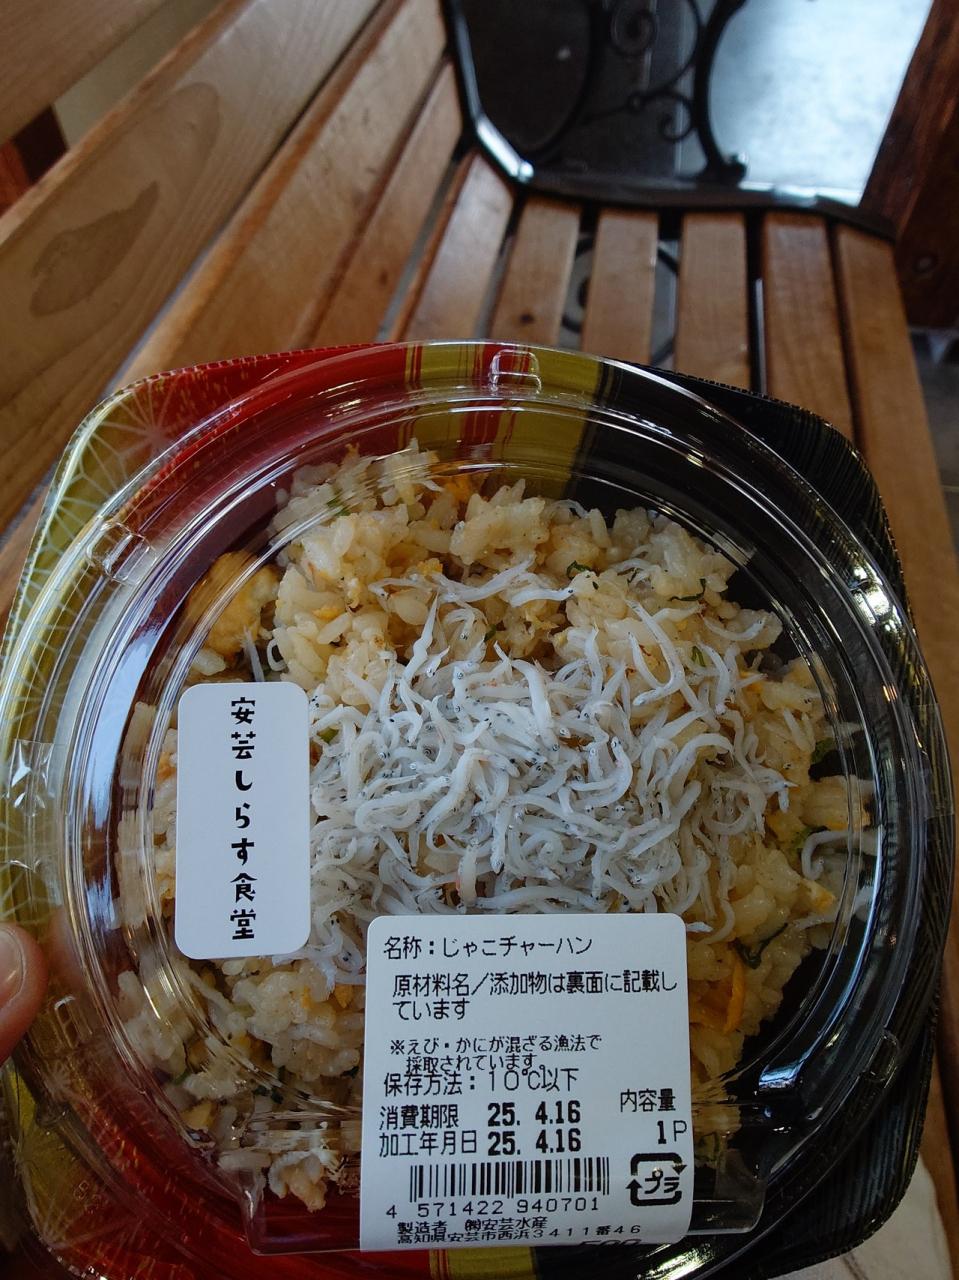 安芸しらす食堂
名称：じゃこチャーハン
原材料名／添加物は裏面に記載し
ています
※えび・かにが混ざる漁法で
採取されています。
保存方法：10℃以下
消費期限 25. 4.16
内容量
加工年月日 25. 4.16
1P
プラ
4 571422 940701
製造者 ㈱安芸水産
高知県安芸市西浜3411番46